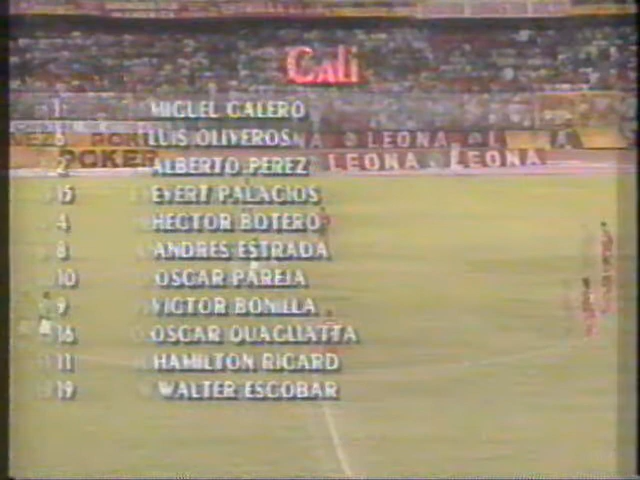 Cali
1 MIGUEL CALERO
6 LUIS OLIVEROS
2 ALBERTO PEREZ
15 EVERT PALACIOS
4 HECTOR BOTERO
8 ANDRES ESTRADA
10 OSCAR PAREJA
9 VICTOR BONILLA
16 OSCAR QUAGLIATTA
11 HAMILTON RICARD
19 WALTER ESCOBAR
LEONA
POKER LEONA LEONA